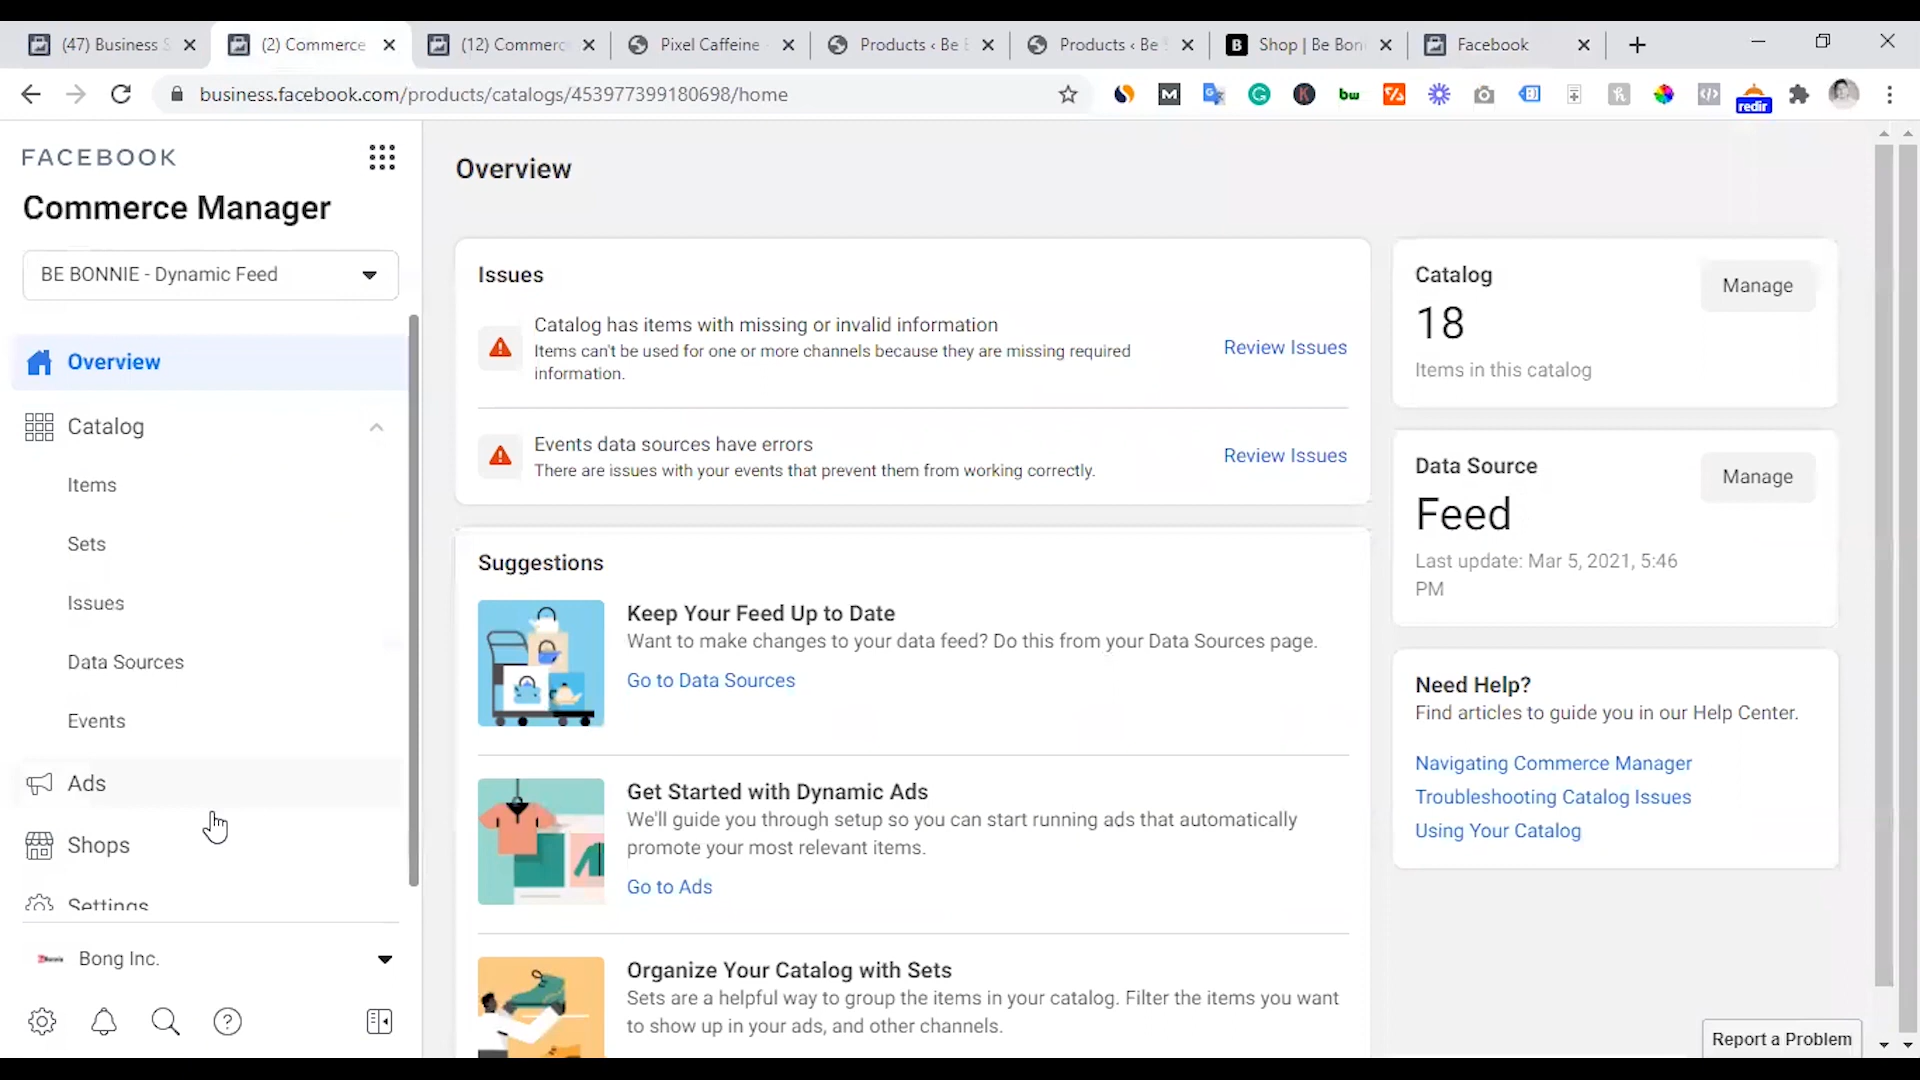 (47) Business S
(2) Commerce
(12) Commerc
Pixel Caffeine
Products ‹ Be B
Products ‹ Be
Shop | Be Bon
Facebook
business.facebook.com/products/catalogs/453977399180698/home
bw
redir
FACEBOOK
Commerce Manager
BE BONNIE - Dynamic Feed
Overview
Catalog
Items
Sets
Issues
Data Sources
Events
Ads
Shops
Settings
Bong Inc.
Overview
Issues
Catalog has items with missing or invalid information
Items can't be used for one or more channels because they are missing required
information.
Review Issues
Events data sources have errors
There are issues with your events that prevent them from working correctly.
Review Issues
Suggestions
Keep Your Feed Up to Date
Want to make changes to your data feed? Do this from your Data Sources page.
Go to Data Sources
Get Started with Dynamic Ads
We'll guide you through setup so you can start running ads that automatically
promote your most relevant items.
Go to Ads
Organize Your Catalog with Sets
Sets are a helpful way to group the items in your catalog. Filter the items you want
to show up in your ads, and other channels.
Catalog
Manage
18
Items in this catalog
Data Source
Manage
Feed
Last update: Mar 5, 2021, 5:46
PM
Need Help?
Find articles to guide you in our Help Center.
Navigating Commerce Manager
Troubleshooting Catalog Issues
Using Your Catalog
Report a Problem